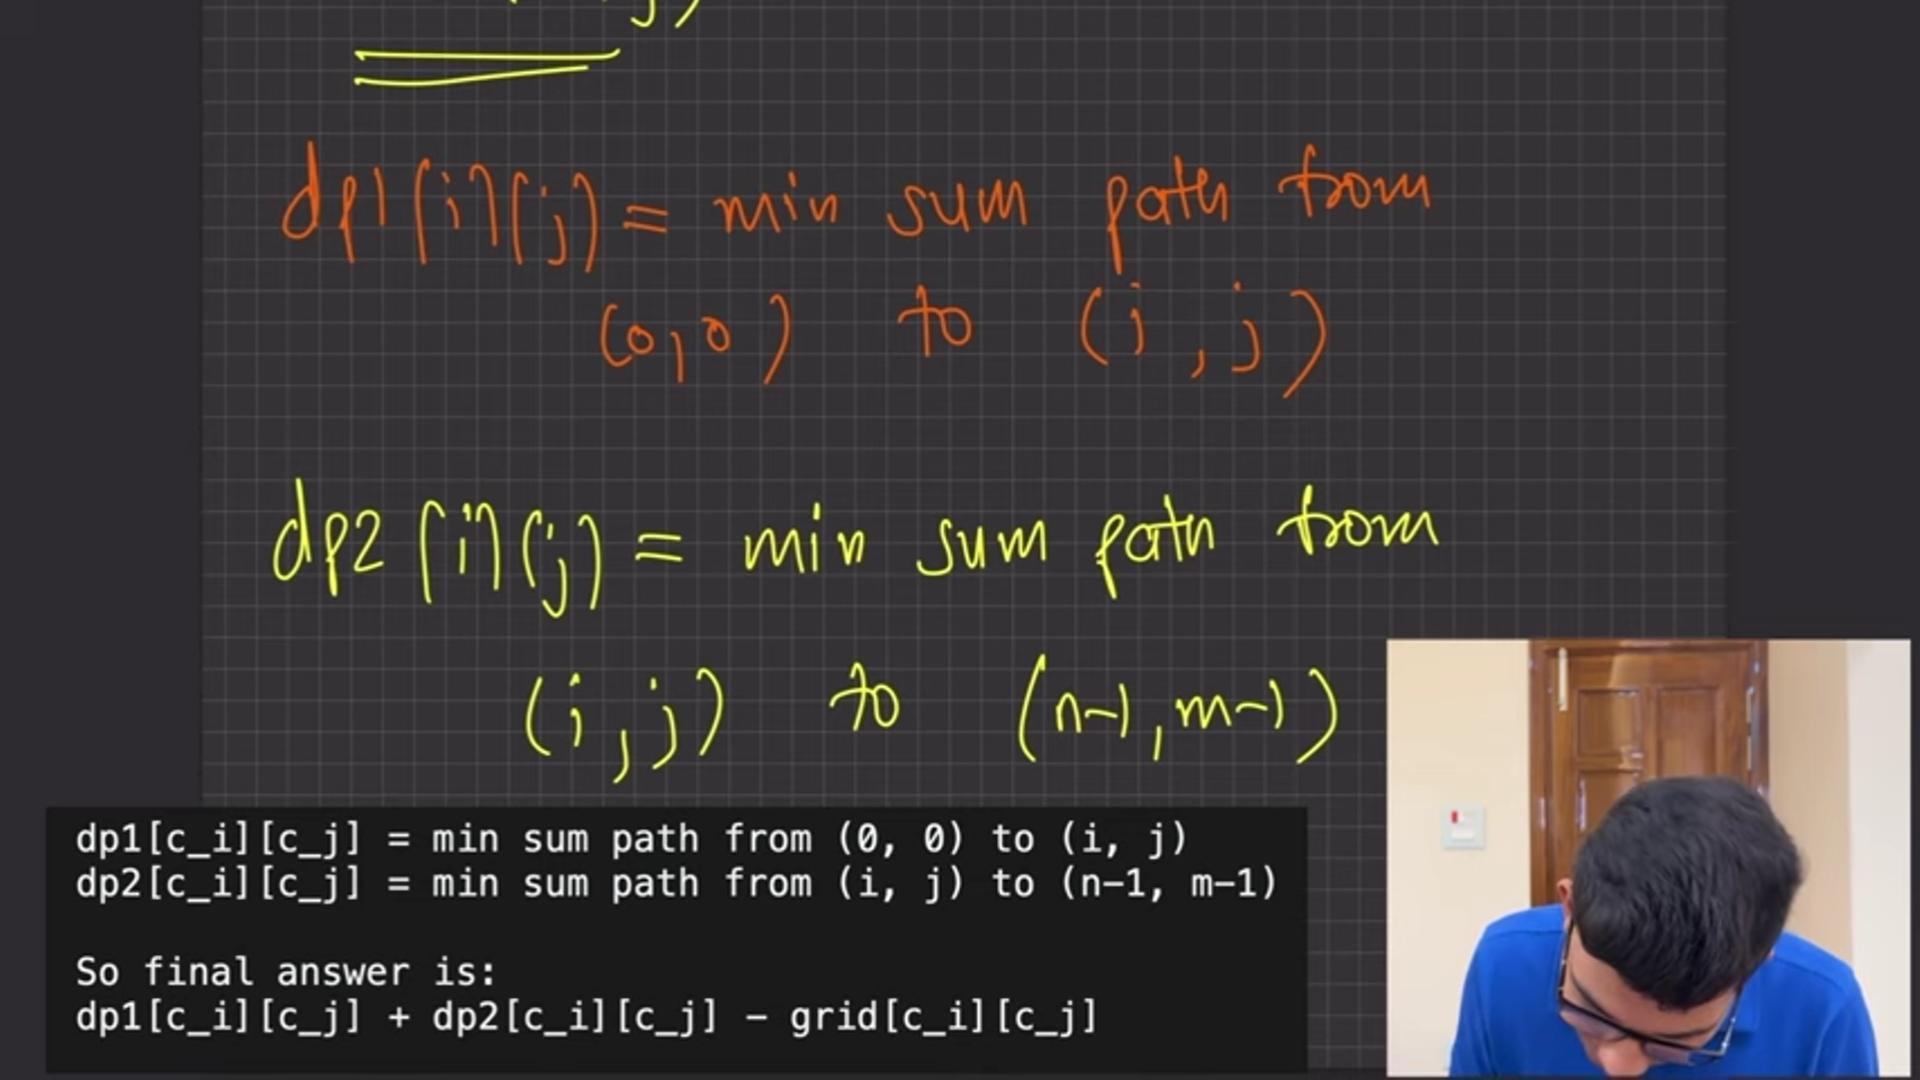 j)
dp1[i][j] = min sum path from
(0,0) to (i,j)
dp2[i][j] = min sum path from
(i,j) to (n-1,m-1)
dp1[c_i][c_j] = min sum path from (0, 0) to (i, j)
dp2[c_i][c_j] = min sum path from (i, j) to (n-1, m-1)
So final answer is:
dp1[c_i][c_j] + dp2[c_i][c_j] - grid[c_i][c_j]